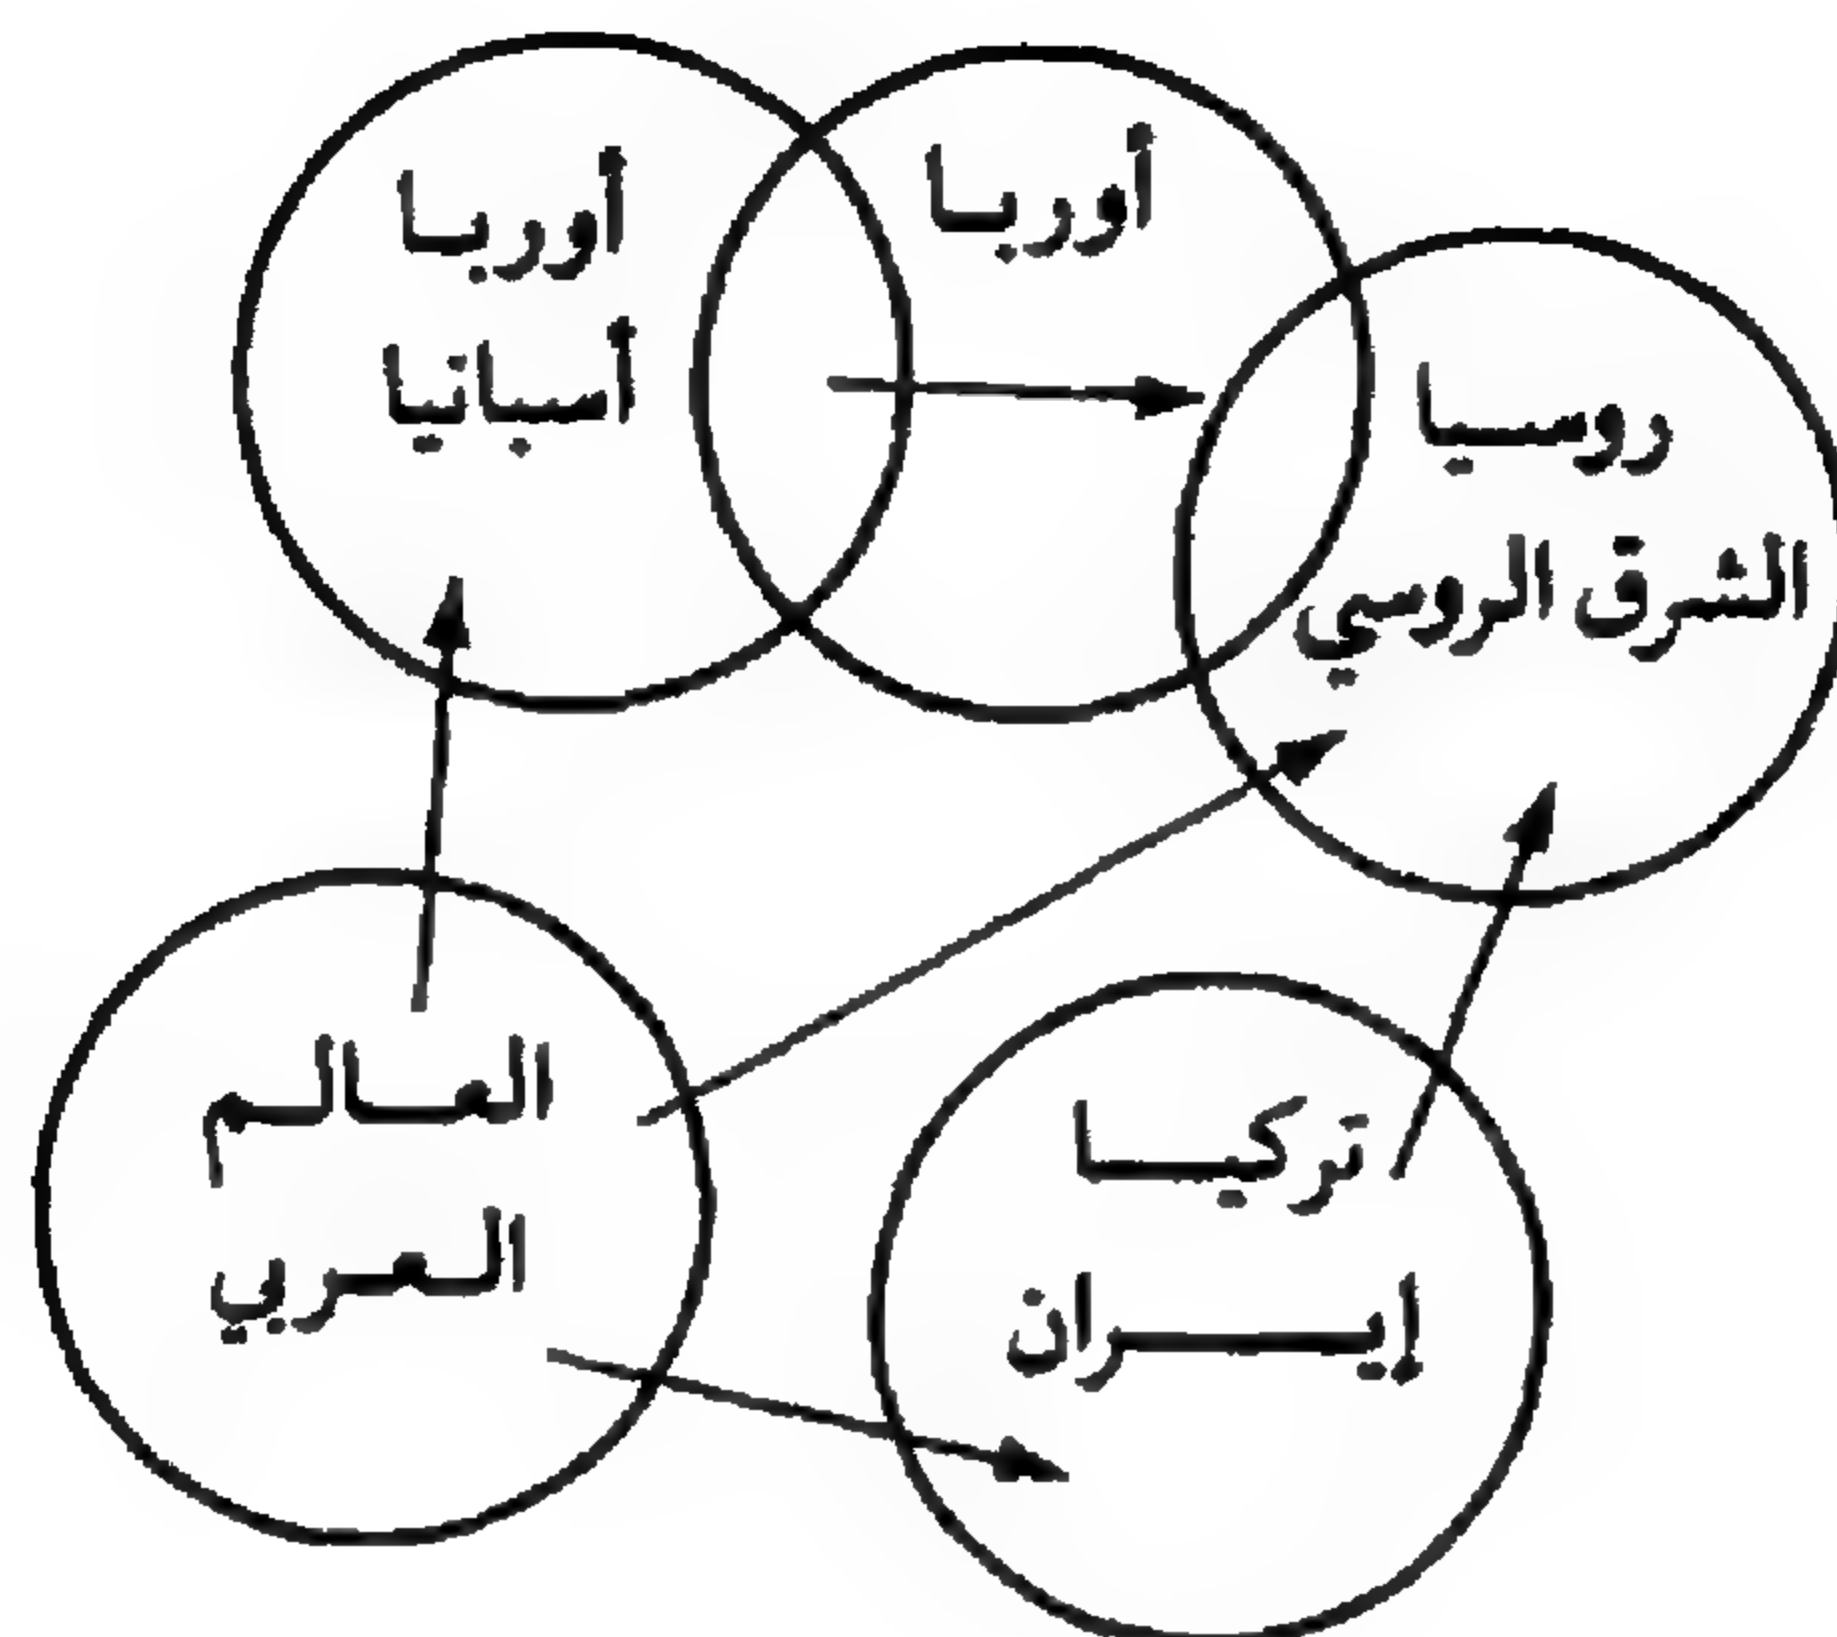 أوربا
أسبانيا
أوربا
روسيا
الشرق الروسي
العالم
العربي
تركيا
إيران